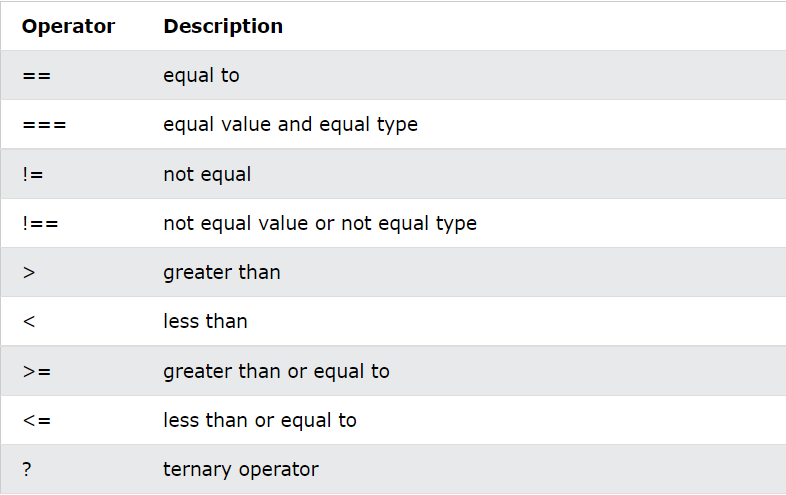 Operator Description
== equal to
=== equal value and equal type
!= not equal
!== not equal value or not equal type
> greater than
< less than
>= greater than or equal to
<= less than or equal to
? ternary operator